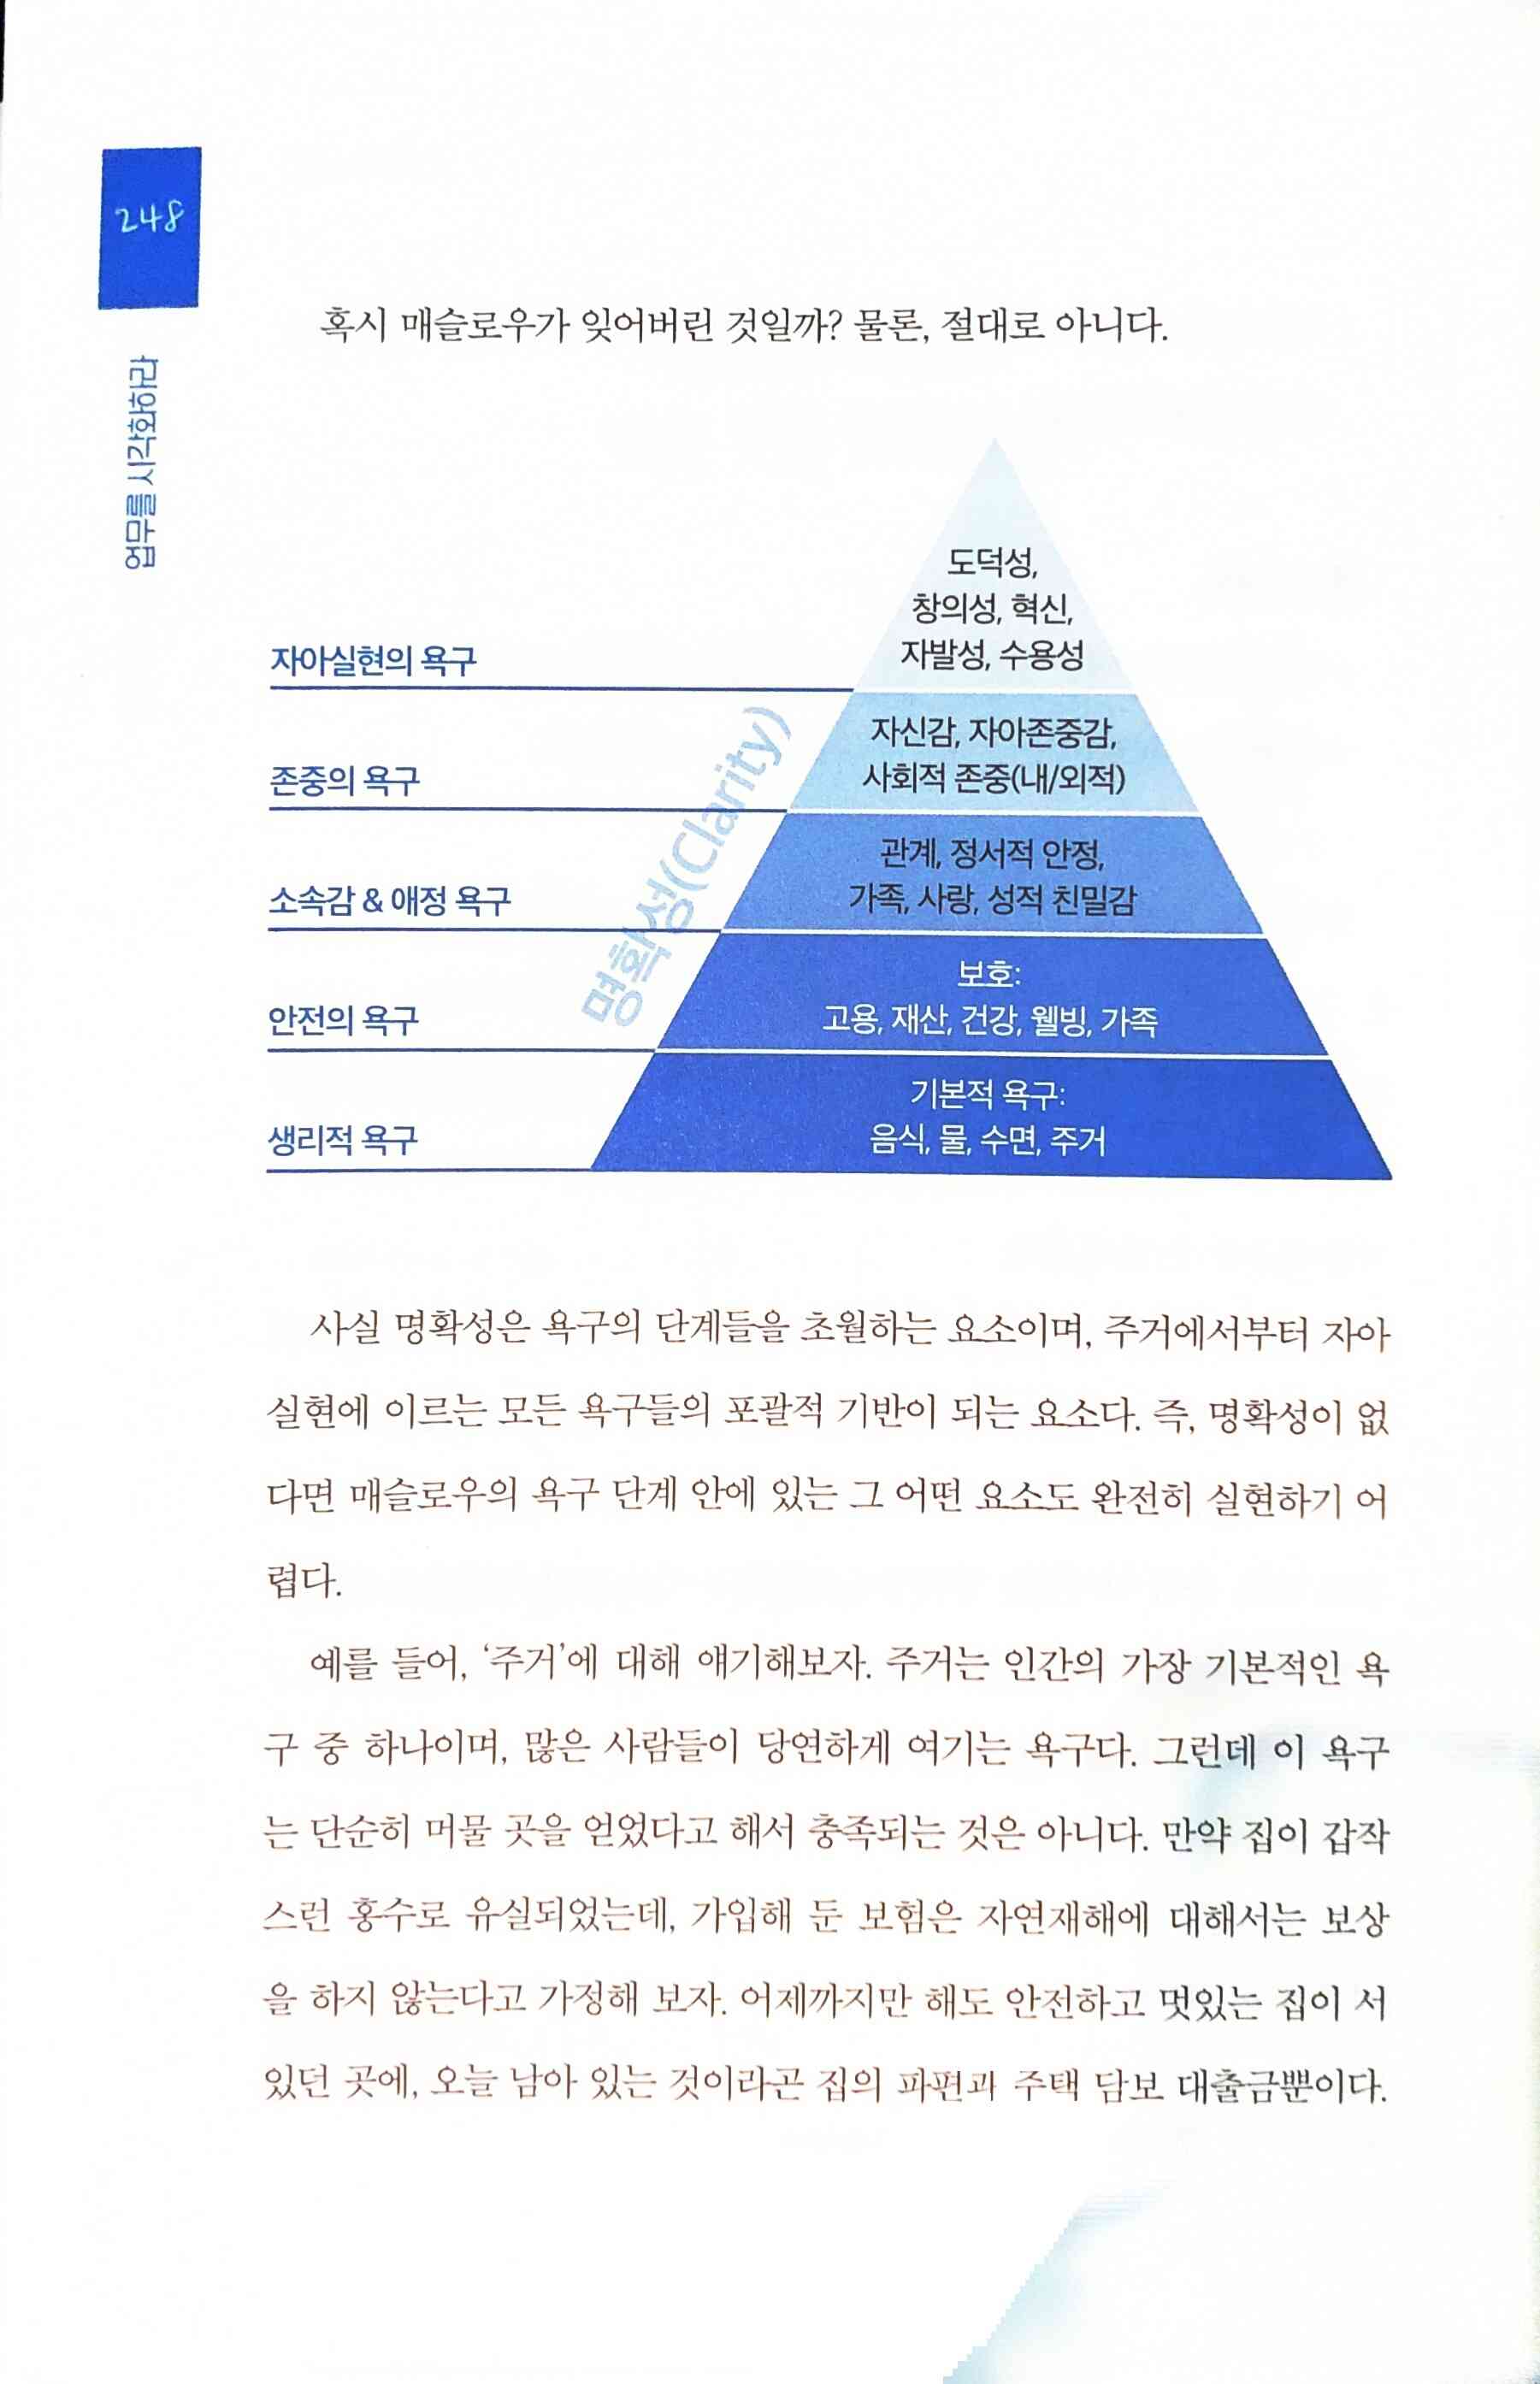 248
업무를 시각화하라
혹시 매슬로우가 잊어버린 것일까? 물론, 절대로 아니다.
도덕성,
창의성, 혁신,
자발성, 수용성
자아실현의 욕구
자신감, 자아존중감,
사회적 존중(내/외적)
존중의 욕구
관계, 정서적 안정,
가족, 사랑, 성적 친밀감
소속감 & 애정 욕구
보호:
고용, 재산, 건강, 웰빙, 가족
안전의 욕구
기본적 욕구:
음식, 물, 수면, 주거
생리적 욕구
명확성(Clarity)
사실 명확성은 욕구의 단계들을 초월하는 요소이며, 주거에서부터 자아
실현에 이르는 모든 욕구들의 포괄적 기반이 되는 요소다. 즉, 명확성이 없
다면 매슬로우의 욕구 단계 안에 있는 그 어떤 요소도 완전히 실현하기 어
렵다.
예를 들어, ‘주거’에 대해 얘기해보자. 주거는 인간의 가장 기본적인 욕
구 중 하나이며, 많은 사람들이 당연하게 여기는 욕구다. 그런데 이 욕구
는 단순히 머물 곳을 얻었다고 해서 충족되는 것은 아니다. 만약 집이 갑작
스런 홍수로 유실되었는데, 가입해 둔 보험은 자연재해에 대해서는 보상
을 하지 않는다고 가정해 보자. 어제까지만 해도 안전하고 멋있는 집이 서
있던 곳에, 오늘 남아 있는 것이라곤 집의 파편과 주택 담보 대출금뿐이다.